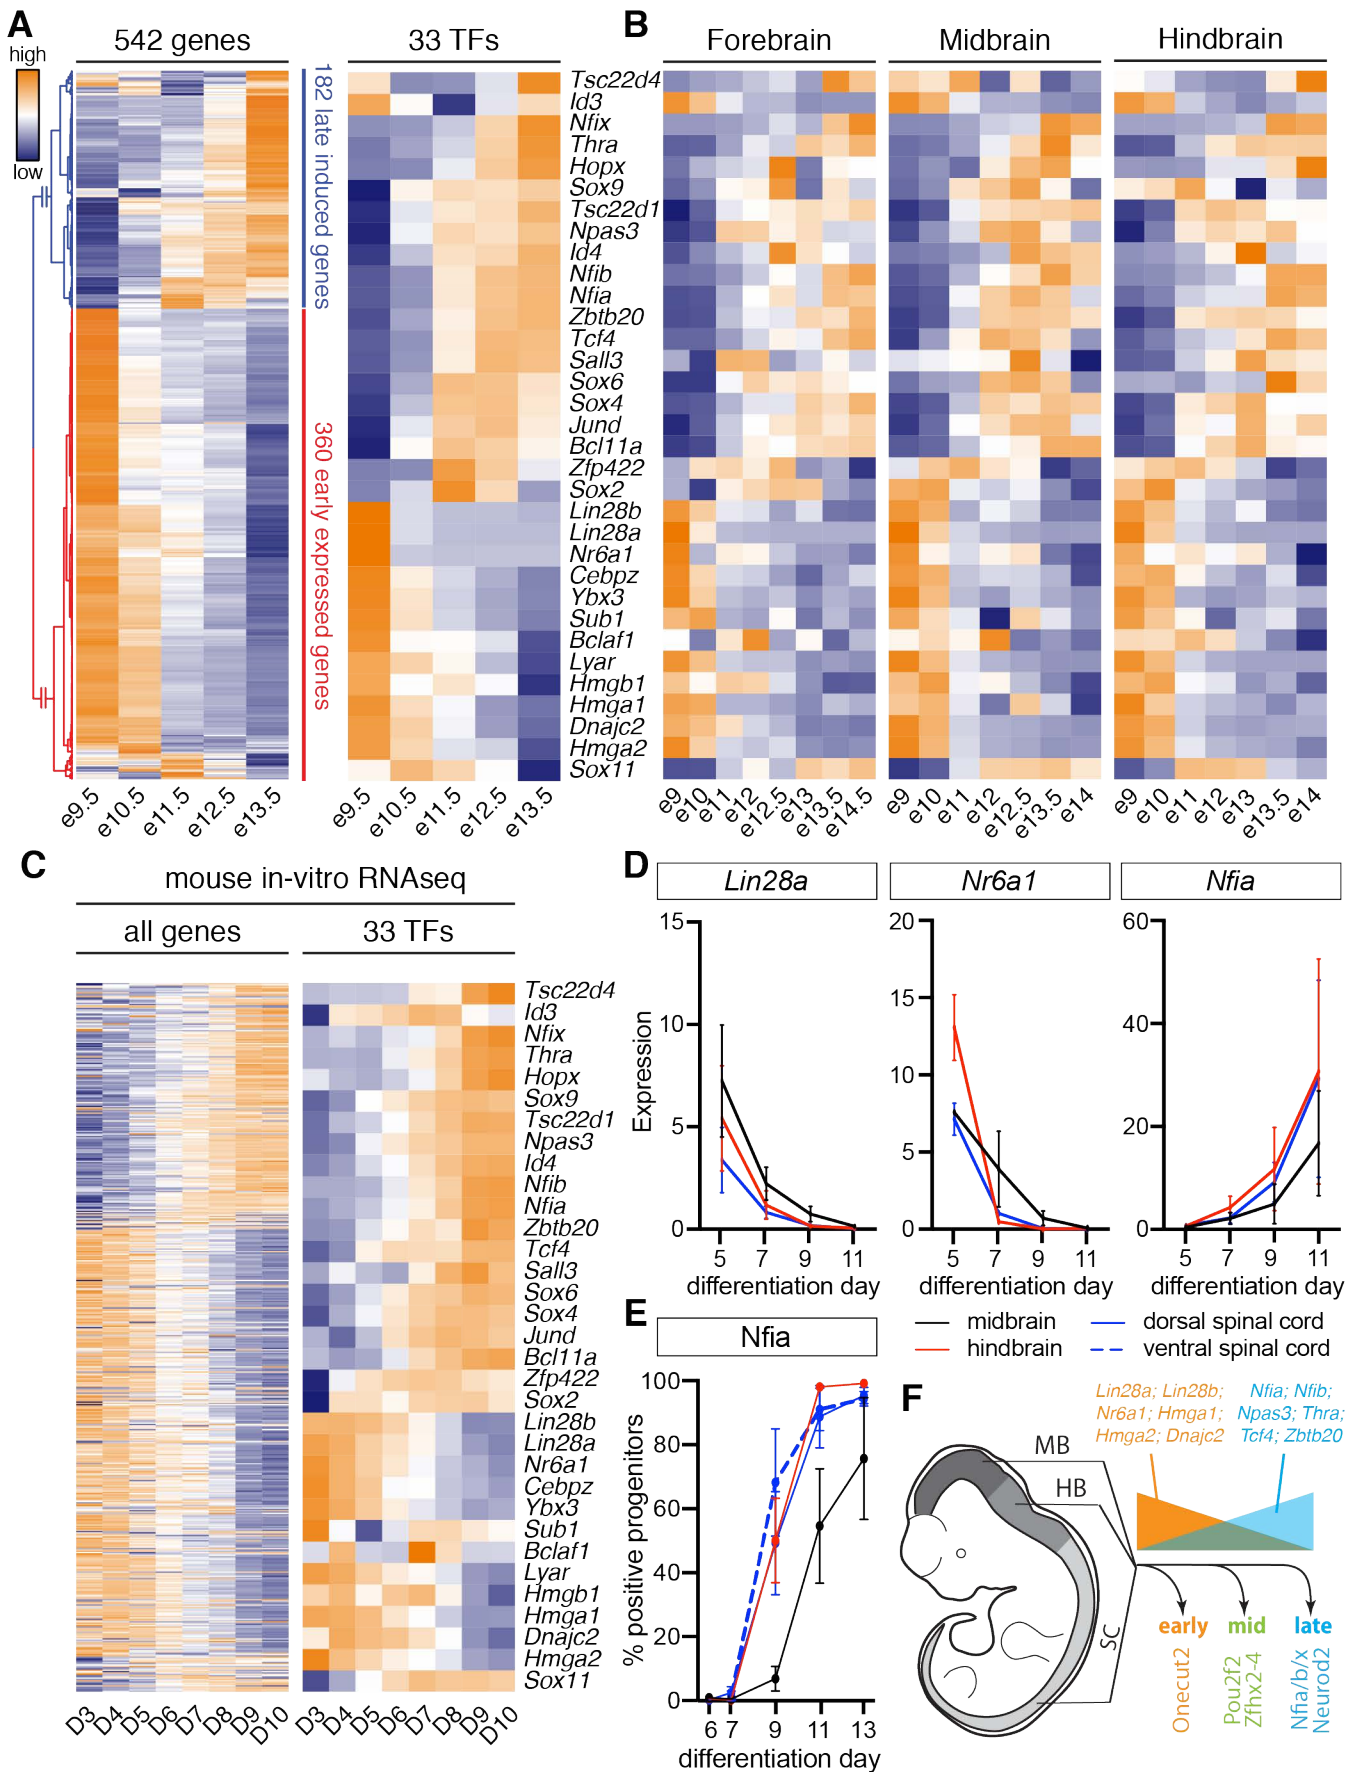 A
high
low
542 genes
33 TFs
182 late induced genes
360 early expressed genes
e9.5
e10.5
e11.5
e12.5
e13.5
e9.5
e10.5
e11.5
e12.5
e13.5
Tsc22d4
Id3
Nfix
Thra
Hopx
Sox9
Tsc22d1
Npas3
Id4
Nfib
Nfia
Zbtb20
Tcf4
Sall3
Sox6
Sox4
Jund
Bcl11a
Zfp422
Sox2
Lin28b
Lin28a
Nr6a1
Cebpz
Ybx3
Sub1
Bclaf1
Lyar
Hmgb1
Hmga1
Dnajc2
Hmga2
Sox11
B
Forebrain
Midbrain
Hindbrain
e9
e10
e11
e12
e12.5
e13
e13.5
e14.5
e9
e10
e11
e12
e12.5
e13.5
e14
e9
e10
e11
e12
e13
e13.5
e14
C
mouse in-vitro RNAseq
all genes
33 TFs
Tsc22d4
Id3
Nfix
Thra
Hopx
Sox9
Tsc22d1
Npas3
Id4
Nfib
Nfia
Zbtb20
Tcf4
Sall3
Sox6
Sox4
Jund
Bcl11a
Zfp422
Sox2
Lin28b
Lin28a
Nr6a1
Cebpz
Ybx3
Sub1
Bclaf1
Lyar
Hmgb1
Hmga1
Dnajc2
Hmga2
Sox11
D3
D4
D5
D6
D7
D8
D9
D10
D3
D4
D5
D6
D7
D8
D9
D10
D
Lin28a
Nr6a1
Nfia
Expression
15
10
5
0
5 7 9 11
differentiation day
20
15
10
5
0
5 7 9 11
differentiation day
60
40
20
0
5 7 9 11
differentiation day
midbrain
hindbrain
dorsal spinal cord
ventral spinal cord
E
Nfia
% positive progenitors
100
80
60
40
20
0
6 7 9 11 13
differentiation day
F
Lin28a; Lin28b;
Nr6a1; Hmga1;
Hmga2; Dnajc2
Nfia; Nfib;
Npas3; Thra;
Tcf4; Zbtb20
MB
HB
SC
early
mid
late
Onecut2
Pou2f2
Zfhx2-4
Nfia/b/x
Neurod2